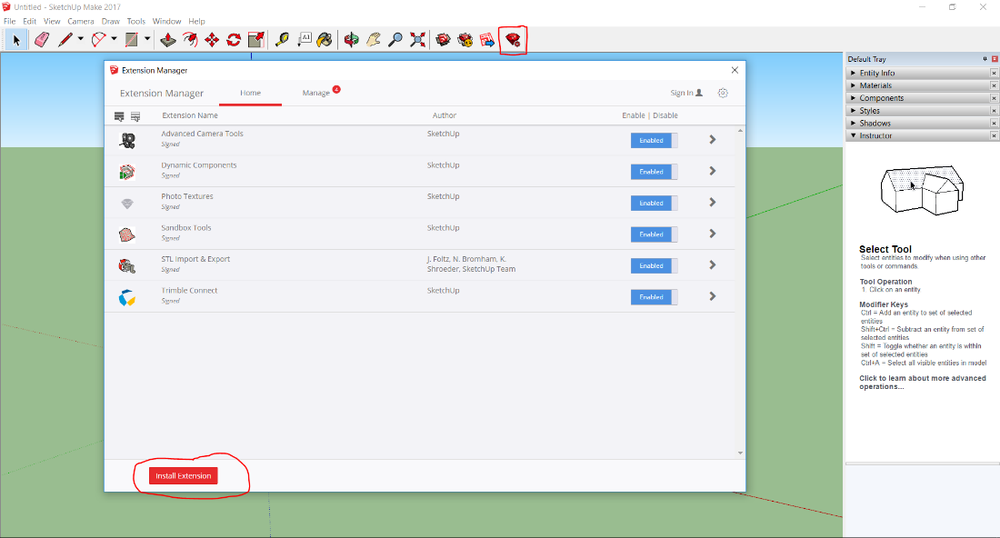 Untitled - SketchUp Make 2017
File Edit View Camera Draw Tools Window Help
A1
Default Tray
Entity Info
Materials
Components
Styles
Shadows
Instructor
Extension Manager
Extension Manager Home Manage 4 Sign In
Extension Name Author Enable | Disable
Advanced Camera Tools SketchUp Enabled
Signed
Dynamic Components SketchUp Enabled
Signed
Photo Textures SketchUp Enabled
Signed
Sandbox Tools SketchUp Enabled
Signed
STL Import & Export J. Foltz, N. Bromham, K. Enabled
Signed Shroeder, SketchUp Team
Trimble Connect SketchUp Enabled
Signed
Install Extension
Select Tool
Select entities to modify when using other
tools or commands.
Tool Operation
1. Click on an entity.
Modifier Keys
Ctrl = Add an entity to set of selected
entities
Shift+Ctrl = Subtract an entity from set of
selected entities
Shift = Toggle whether an entity is within
set of selected entities
Ctrl+A = Select all visible entities in model
Click to learn about more advanced
operations...